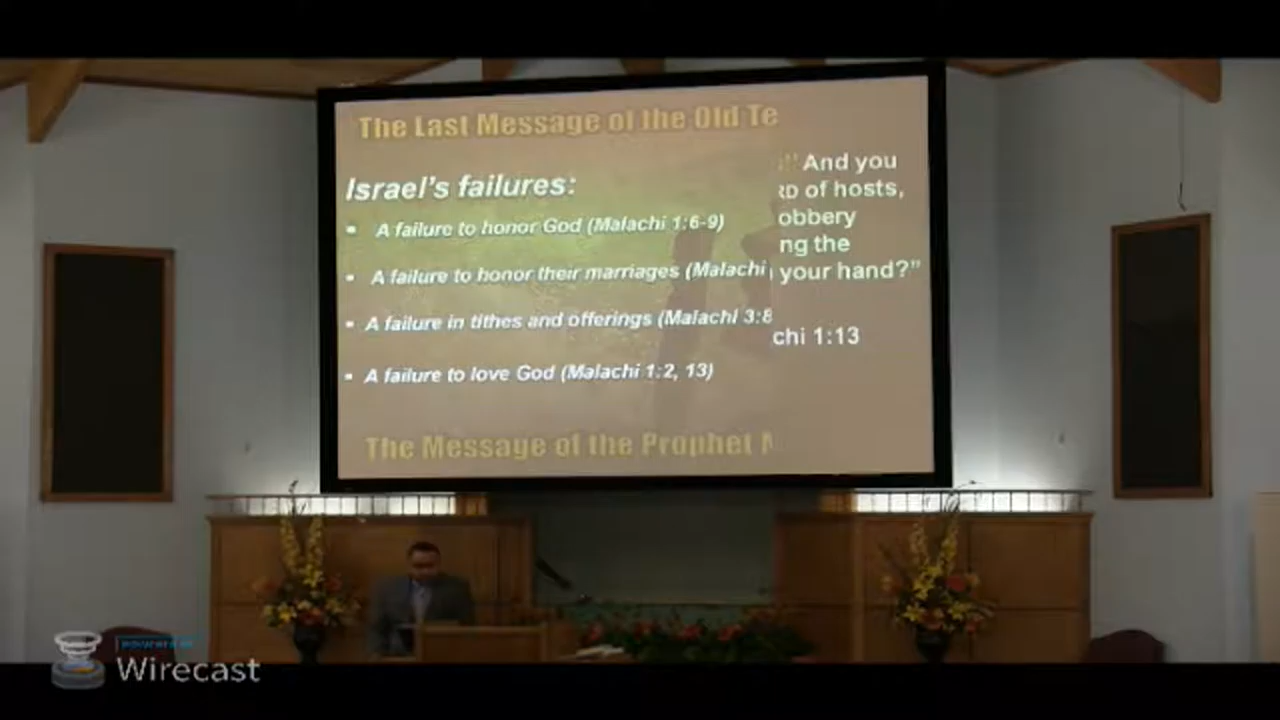 The Last Message of the Old Te
Israel's failures:
▪ A failure to honor God (Malachi 1:6-9)
▪ A failure to honor their marriages (Malachi
▪ A failure in tithes and offerings (Malachi 3:8
▪ A failure to love God (Malachi 1:2, 13)
The Message of the Prophet
And you
of hosts,
obbery
ng the
your hand?"
chi 1:13
POWERED BY
Wirecast